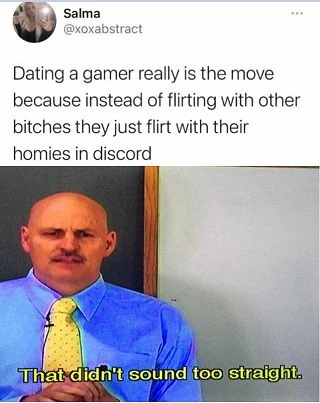 Salma
@xoxabstract
Dating a gamer really is the move
because instead of flirting with other
bitches they just flirt with their
homies in discord
That didn't sound too straight.